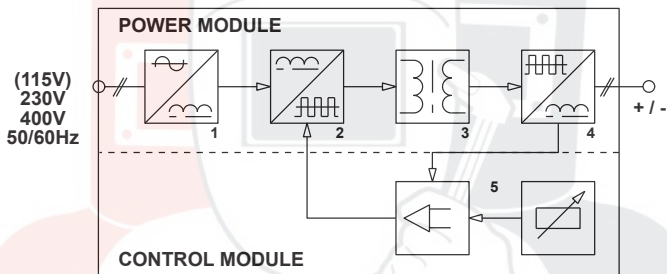 POWER MODULE
(115V)
230V
400V
50/60Hz
1
2
3
4
+ / -
5
CONTROL MODULE